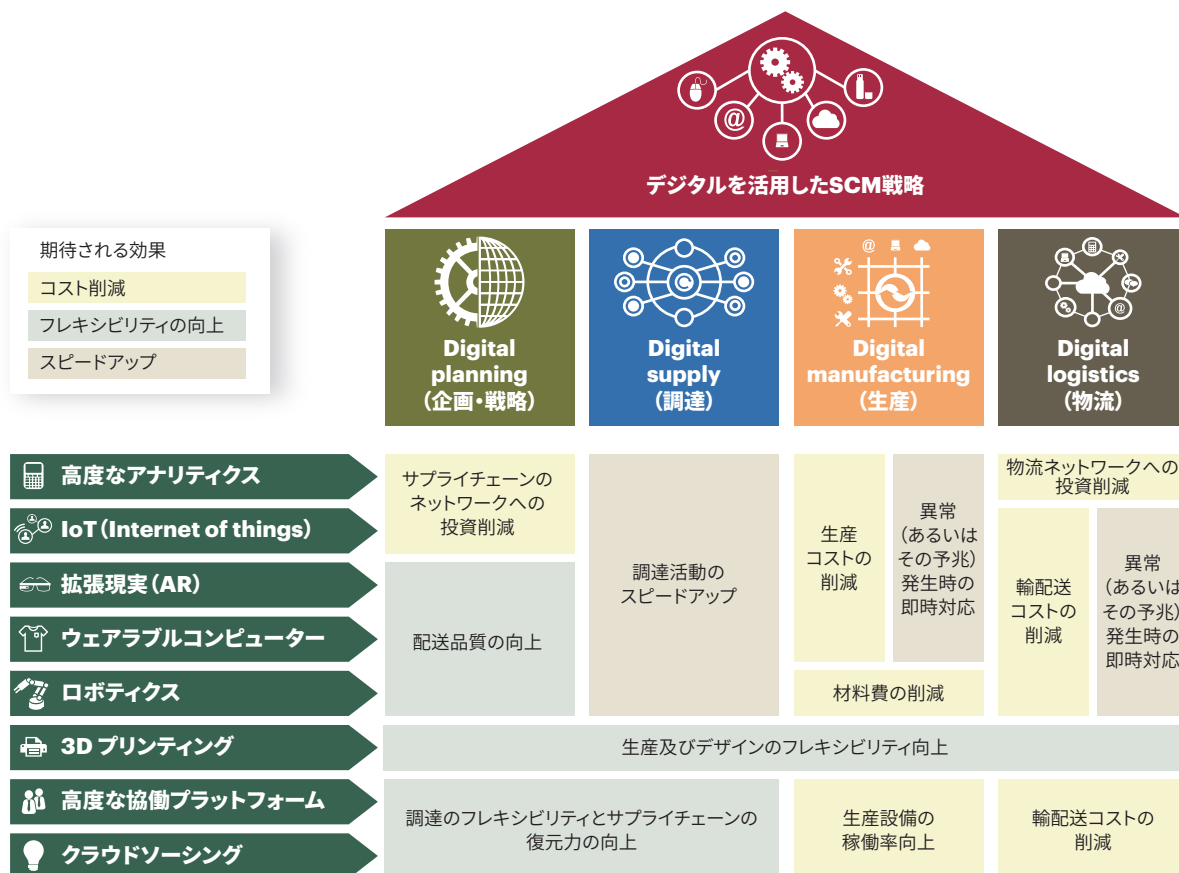 デジタルを活用したSCM戦略
期待される効果
コスト削減
フレキシビリティの向上
スピードアップ
Digital
planning
(企画・戦略)
Digital
supply
(調達)
Digital
manufacturing
(生産)
Digital
logistics
(物流)
高度なアナリティクス
IoT(Internet of things)
拡張現実(AR)
ウェアラブルコンピューター
ロボティクス
3D プリンティング
高度な協働プラットフォーム
クラウドソーシング
サプライチェーンの
ネットワークへの
投資削減
配送品質の向上
調達活動の
スピードアップ
生産
コストの
削減
異常
(あるいは
その予兆)
発生時の
即時対応
材料費の削減
物流ネットワークへの
投資削減
輸配送
コストの
削減
異常
(あるいは
その予兆)
発生時の
即時対応
生産及びデザインのフレキシビリティ向上
調達のフレキシビリティとサプライチェーンの
復元力の向上
生産設備の
稼働率向上
輸配送コストの
削減